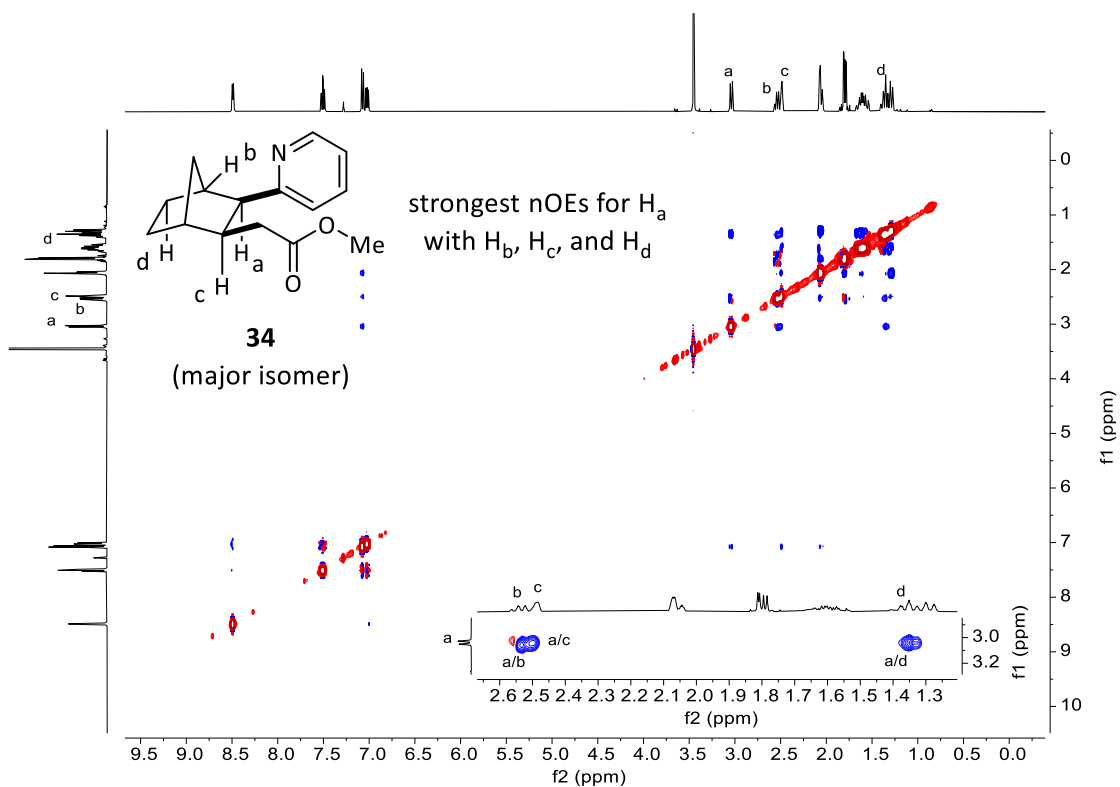 a
b
c
d
H
b
N
O
Me
O
H
d
H
a
c
H
34
(major isomer)
strongest nOEs for Ha
with Hb, Hc, and Hd
d
c
b
a
0
1
2
3
4
5
6
7
8
9
10
f1 (ppm)
b
c
d
a
a/b
a/c
a/d
3.0
3.2
f1 (ppm)
2.6 2.5 2.4 2.3 2.2 2.1 2.0 1.9 1.8 1.7 1.6 1.5 1.4 1.3
f2 (ppm)
9.5 9.0 8.5 8.0 7.5 7.0 6.5 6.0 5.5 5.0 4.5 4.0 3.5 3.0 2.5 2.0 1.5 1.0 0.5 0.0
f2 (ppm)